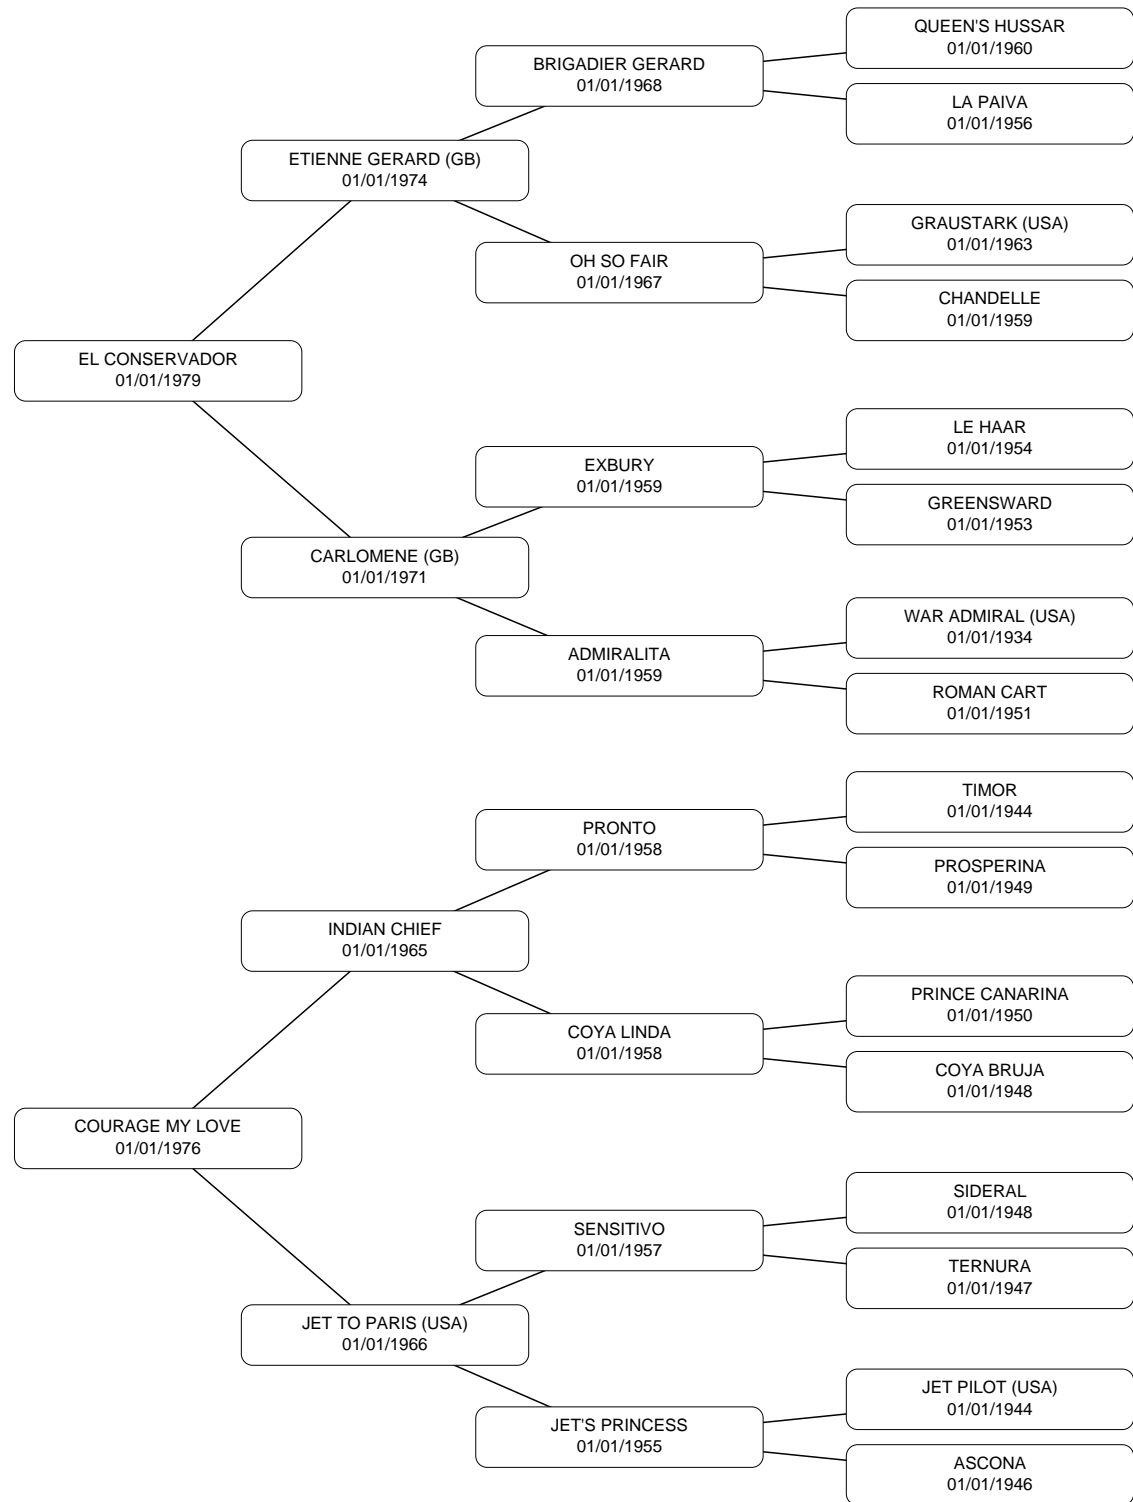 QUEEN'S HUSSAR
01/01/1960
BRIGADIER GERARD
01/01/1968
LA PAIVA
01/01/1956
ETIENNE GERARD (GB)
01/01/1974
GRAUSTARK (USA)
01/01/1963
OH SO FAIR
01/01/1967
CHANDELLE
01/01/1959
EL CONSERVADOR
01/01/1979
LE HAAR
01/01/1954
EXBURY
01/01/1959
GREENSWARD
01/01/1953
CARLOMENE (GB)
01/01/1971
WAR ADMIRAL (USA)
01/01/1934
ADMIRALITA
01/01/1959
ROMAN CART
01/01/1951
TIMOR
01/01/1944
PRONTO
01/01/1958
PROSPERINA
01/01/1949
INDIAN CHIEF
01/01/1965
PRINCE CANARINA
01/01/1950
COYA LINDA
01/01/1958
COYA BRUJA
01/01/1948
COURAGE MY LOVE
01/01/1976
SIDERAL
01/01/1948
SENSITIVO
01/01/1957
TERNURA
01/01/1947
JET TO PARIS (USA)
01/01/1966
JET PILOT (USA)
01/01/1944
JET'S PRINCESS
01/01/1955
ASCONA
01/01/1946